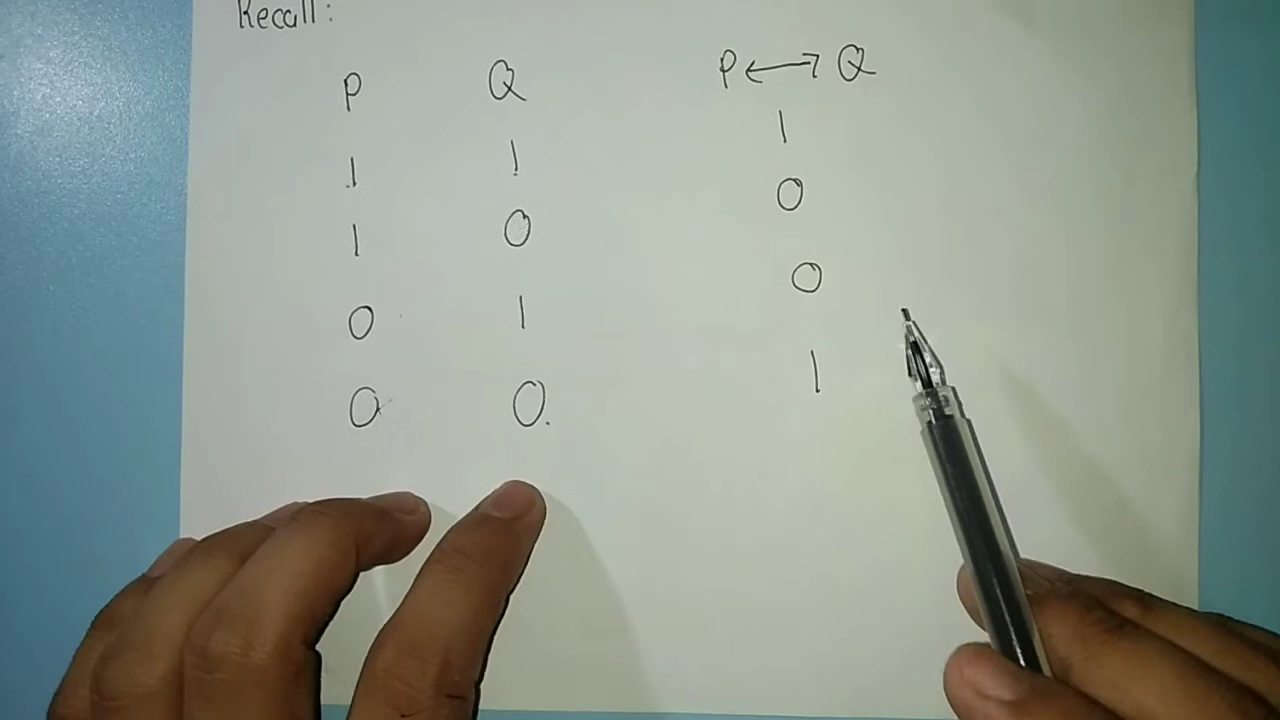 Recall:
P Q P ↔ Q
1 1 1
1 0 0
0 1 0
0 0. 1